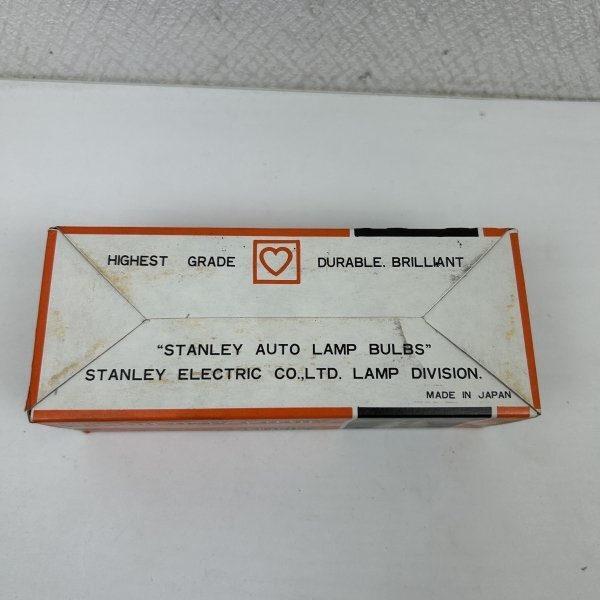 HIGHEST GRADE DURABLE. BRILLIANT
"STANLEY AUTO LAMP BULBS"
STANLEY ELECTRIC CO.,LTD. LAMP DIVISION.
MADE IN JAPAN